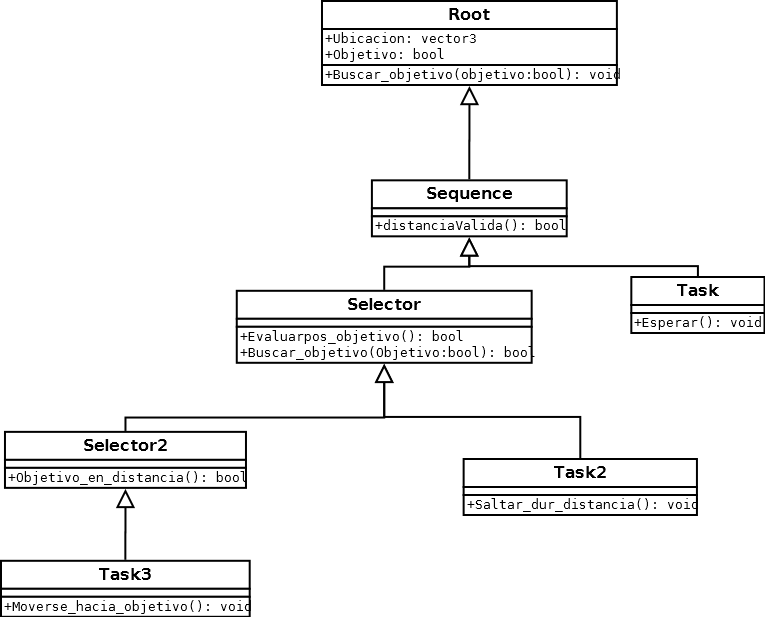 Root
+Ubicacion: vector3
+Objetivo: bool
+Buscar_objetivo(objetivo:bool): void
Sequence
+distanciaValida(): bool
Selector
+Evaluarpos_objetivo(): bool
+Buscar_objetivo(Objetivo:bool): bool
Task
+Esperar(): void
Selector2
+Objetivo_en_distancia(): bool
Task2
+Saltar_dur_distancia(): void
Task3
+Moverse_hacia_objetivo(): void